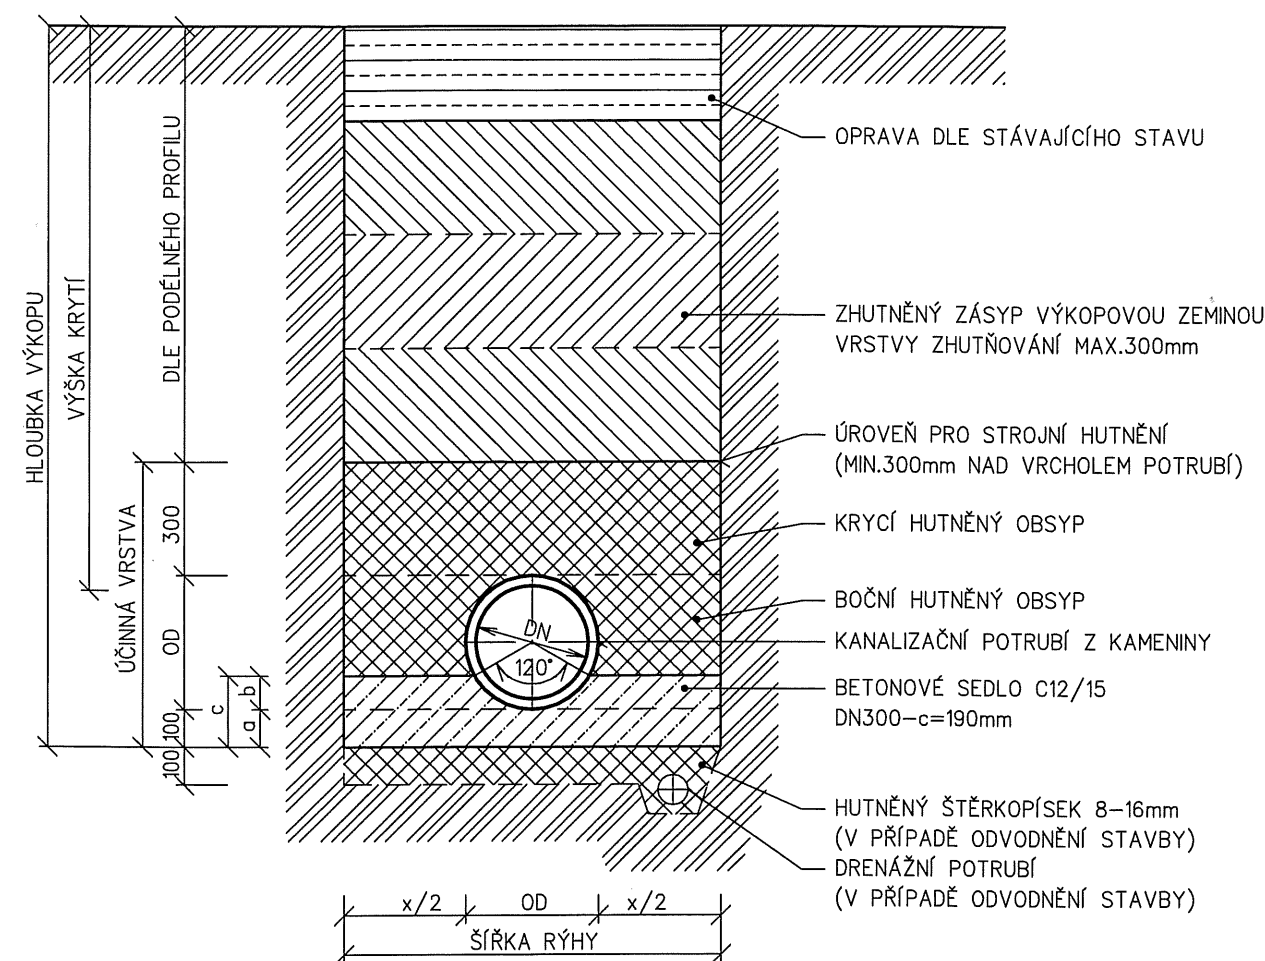 OPRAVA DLE STÁVAJÍCÍHO STAVU
ZHUTNĚNÝ ZÁSYP VÝKOPOVOU ZEMINOU
VRSTVY ZHUTŇOVÁNÍ MAX.300mm
ÚROVEŇ PRO STROJNÍ HUTNĚNÍ
(MIN.300mm NAD VRCHOLEM POTRUBÍ)
KRYCÍ HUTNĚNÝ OBSYP
BOČNÍ HUTNĚNÝ OBSYP
KANALIZAČNÍ POTRUBÍ Z KAMENINY
BETONOVÉ SEDLO C12/15
DN300-c=190mm
HUTNĚNÝ ŠTĚRKOPÍSEK 8-16mm
(V PŘÍPADĚ ODVODNĚNÍ STAVBY)
DRENÁŽNÍ POTRUBÍ
(V PŘÍPADĚ ODVODNĚNÍ STAVBY)
HLOUBKA VÝKOPU
VÝŠKA KRYTÍ
DLE PODÉLNÉHO PROFILU
ÚČINNÁ VRSTVA
300
OD
100
100
c
b
a
DN
120°
x/2
OD
x/2
ŠÍŘKA RÝHY